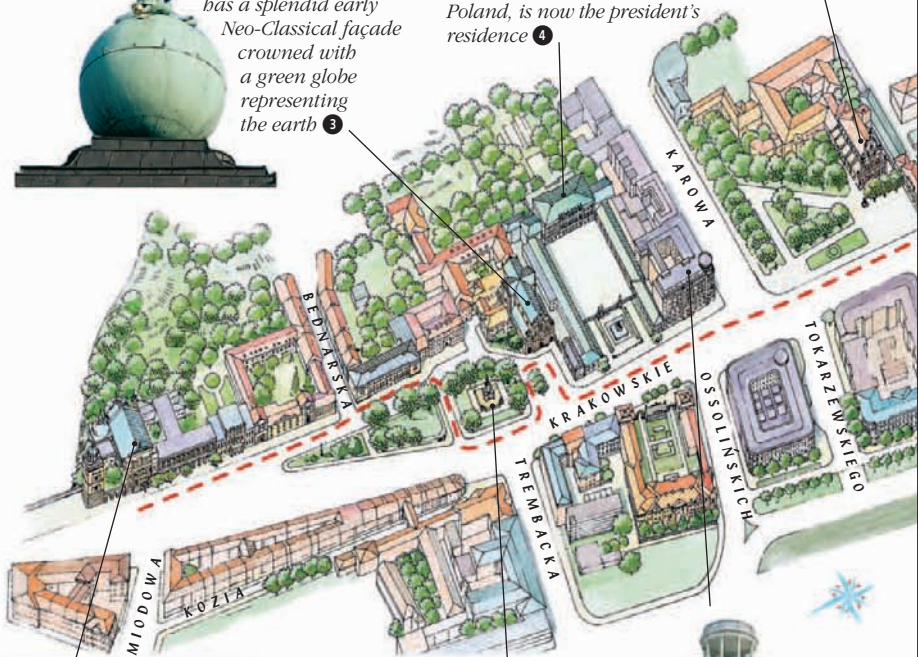 has a splendid early
Neo-Classical façade
crowned with
a green globe
representing
the earth 3
Poland, is now the president's
residence 4
KAROWA
BEDNARSKA
KRAKOWSKIE
TOKARZEWSKIEGO
OSSOLIŃSKICH
TREMBACKA
MIODOWA
KOZIA